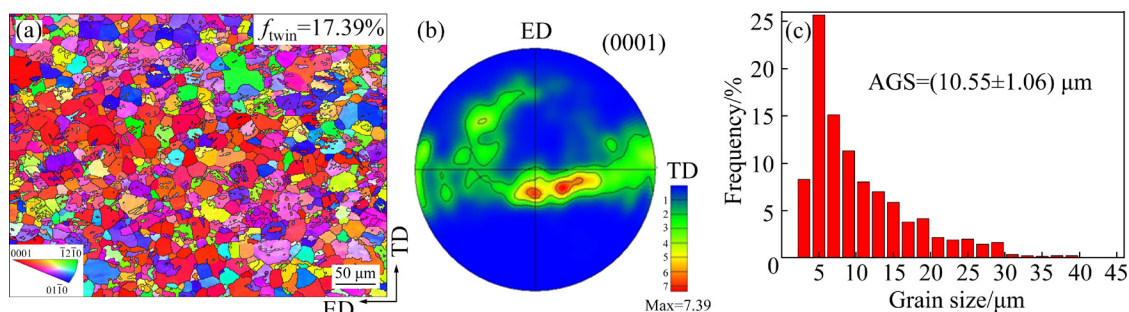 (a)
f_twin=17.39%
0001
1̅21̅0
011̅0
50 μm
TD
ED
(b)
ED
(0001)
TD
1
2
3
4
5
6
7
Max=7.39
(c)
AGS=(10.55±1.06) μm
Frequency/%
25
20
15
10
5
0
5
10
15
20
25
30
35
40
45
Grain size/μm